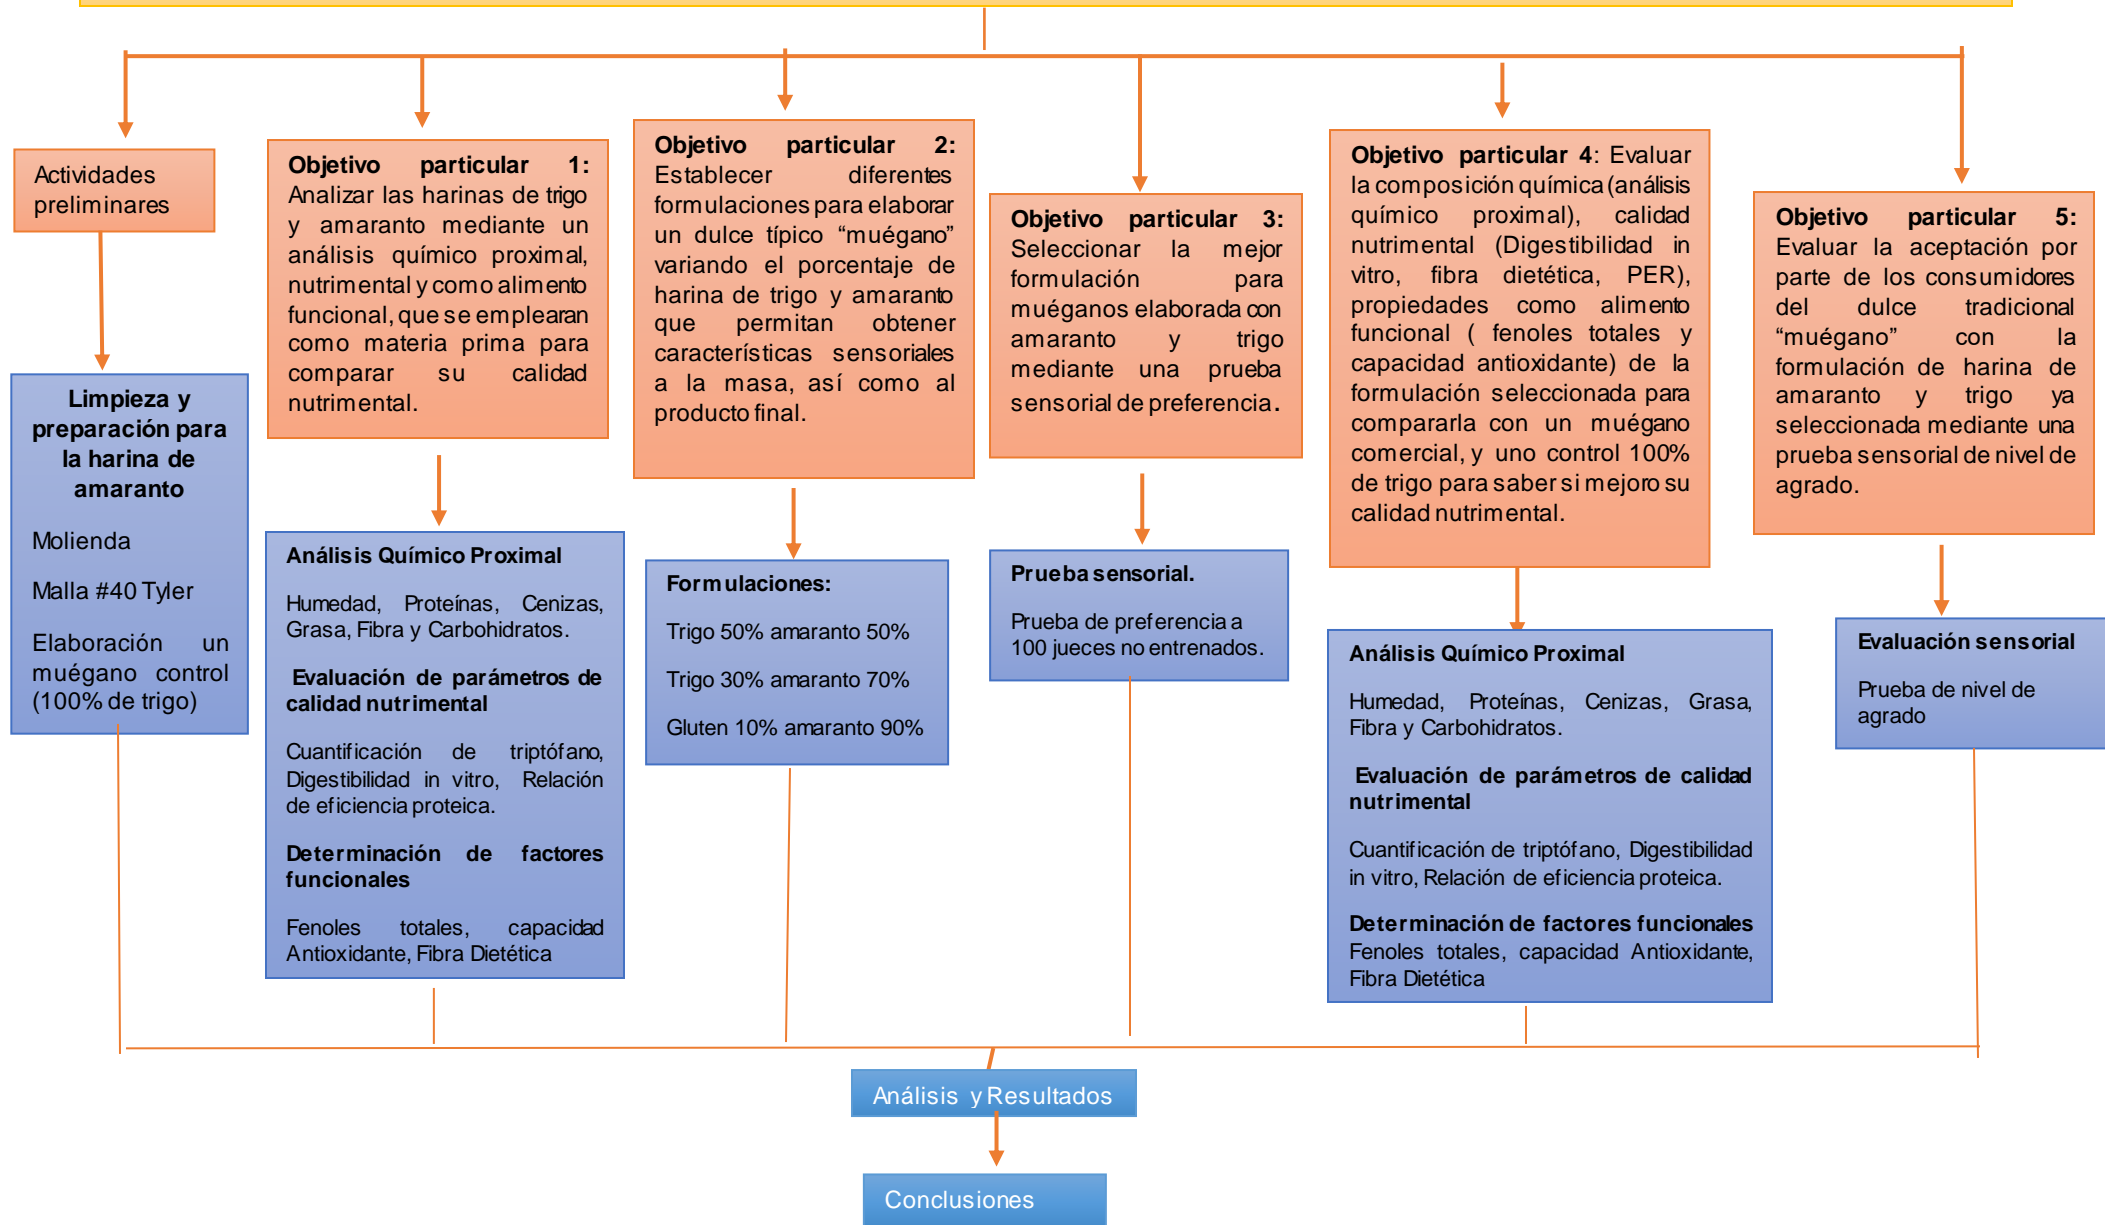 Actividades
preliminares
Limpieza y
preparación para
la harina de
amaranto
Molienda
Malla #40 Tyler
Elaboración un
muégano control
(100% de trigo)
Objetivo particular 1:
Analizar las harinas de trigo
y amaranto mediante un
análisis químico proximal,
nutrimental y como alimento
funcional, que se emplearan
como materia prima para
comparar su calidad
nutrimental.
Análisis Químico Proximal
Humedad, Proteínas, Cenizas,
Grasa, Fibra y Carbohidratos.
Evaluación de parámetros de
calidad nutrimental
Cuantificación de triptófano,
Digestibilidad in vitro, Relación
de eficiencia proteica.
Determinación de factores
funcionales
Fenoles totales, capacidad
Antioxidante, Fibra Dietética
Objetivo particular 2:
Establecer diferentes
formulaciones para elaborar
un dulce típico “muégano”
variando el porcentaje de
harina de trigo y amaranto
que permitan obtener
características sensoriales
a la masa, así como al
producto final.
Formulaciones:
Trigo 50% amaranto 50%
Trigo 30% amaranto 70%
Gluten 10% amaranto 90%
Objetivo particular 3:
Seleccionar la mejor
formulación para
muéganos elaborada con
amaranto y trigo
mediante una prueba
sensorial de preferencia.
Prueba sensorial.
Prueba de preferencia a
100 jueces no entrenados.
Objetivo particular 4: Evaluar
la composición química (análisis
químico proximal), calidad
nutrimental (Digestibilidad in
vitro, fibra dietética, PER),
propiedades como alimento
funcional ( fenoles totales y
capacidad antioxidante) de la
formulación seleccionada para
compararla con un muégano
comercial, y uno control 100%
de trigo para saber si mejoro su
calidad nutrimental.
Análisis Químico Proximal
Humedad, Proteínas, Cenizas, Grasa,
Fibra y Carbohidratos.
Evaluación de parámetros de calidad
nutrimental
Cuantificación de triptófano, Digestibilidad
in vitro, Relación de eficiencia proteica.
Determinación de factores funcionales
Fenoles totales, capacidad Antioxidante,
Fibra Dietética
Objetivo particular 5:
Evaluar la aceptación por
parte de los consumidores
del dulce tradicional
“muégano” con la
formulación de harina de
amaranto y trigo ya
seleccionada mediante una
prueba sensorial de nivel de
agrado.
Evaluación sensorial
Prueba de nivel de
agrado
Análisis y Resultados
Conclusiones